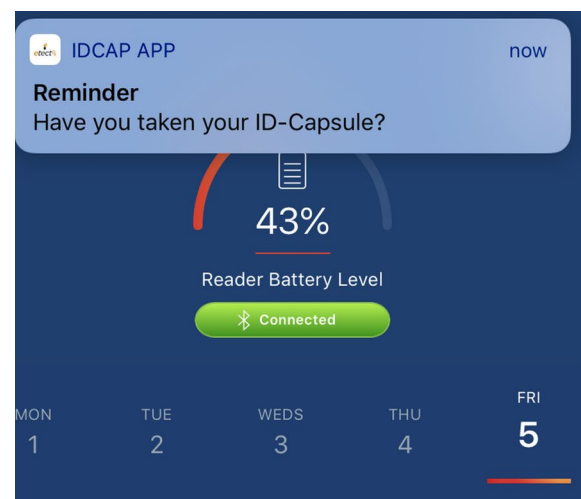 etectRx IDCAP APP now
Reminder
Have you taken your ID-Capsule?
43%
Reader Battery Level
Connected
MON TUE WEDS THU FRI
1 2 3 4 5